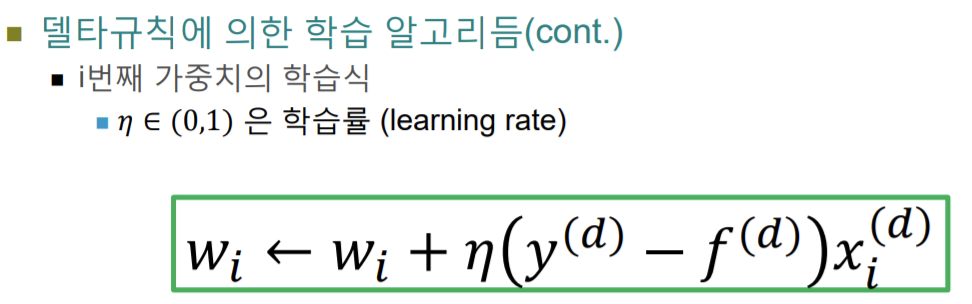 델타규칙에 의한 학습 알고리듬(cont.)
i번째 가중치의 학습식
η ∈ (0,1) 은 학습률 (learning rate)
w_i ← w_i + η(y^(d) − f^(d))x_i^(d)